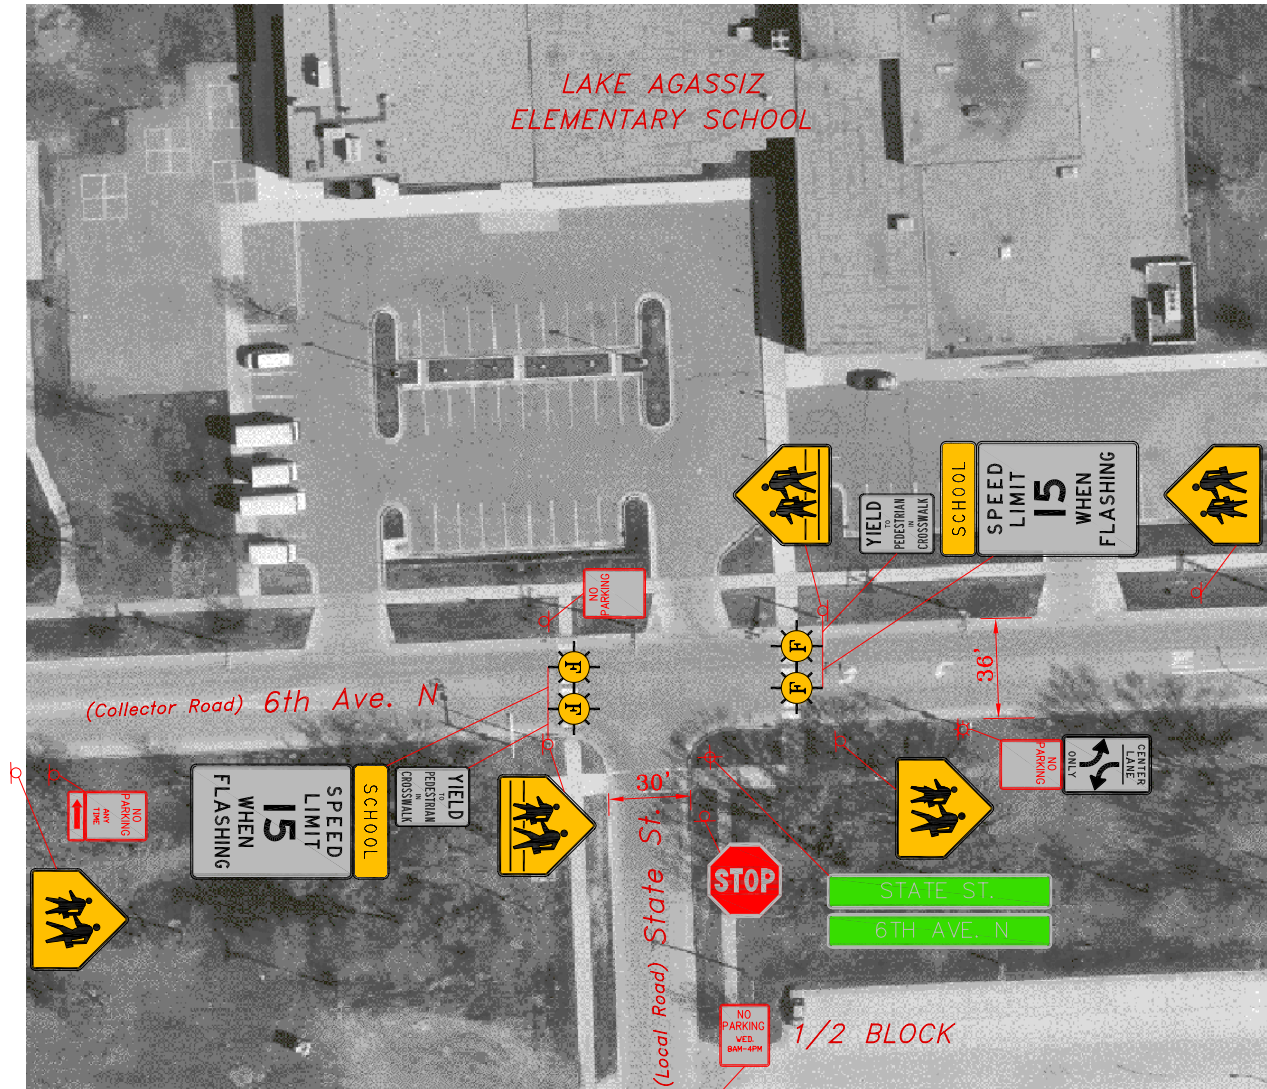 LAKE AGASSIZ
ELEMENTARY SCHOOL
YIELD
TO
PEDESTRIAN
IN
CROSSWALK
SCHOOL
SPEED
LIMIT
15
WHEN
FLASHING
NO
PARKING
F
F
F
F
36'
(Collector Road) 6th Ave. N
NO
PARKING
CENTER
LANE
ONLY
NO
PARKING
ANY
TIME
SPEED
LIMIT
15
WHEN
FLASHING
SCHOOL
YIELD
TO
PEDESTRIAN
IN
CROSSWALK
30'
(Local Road) State St.
STOP
STATE ST.
6TH AVE. N
NO
PARKING
WED.
8AM-4PM
1/2 BLOCK